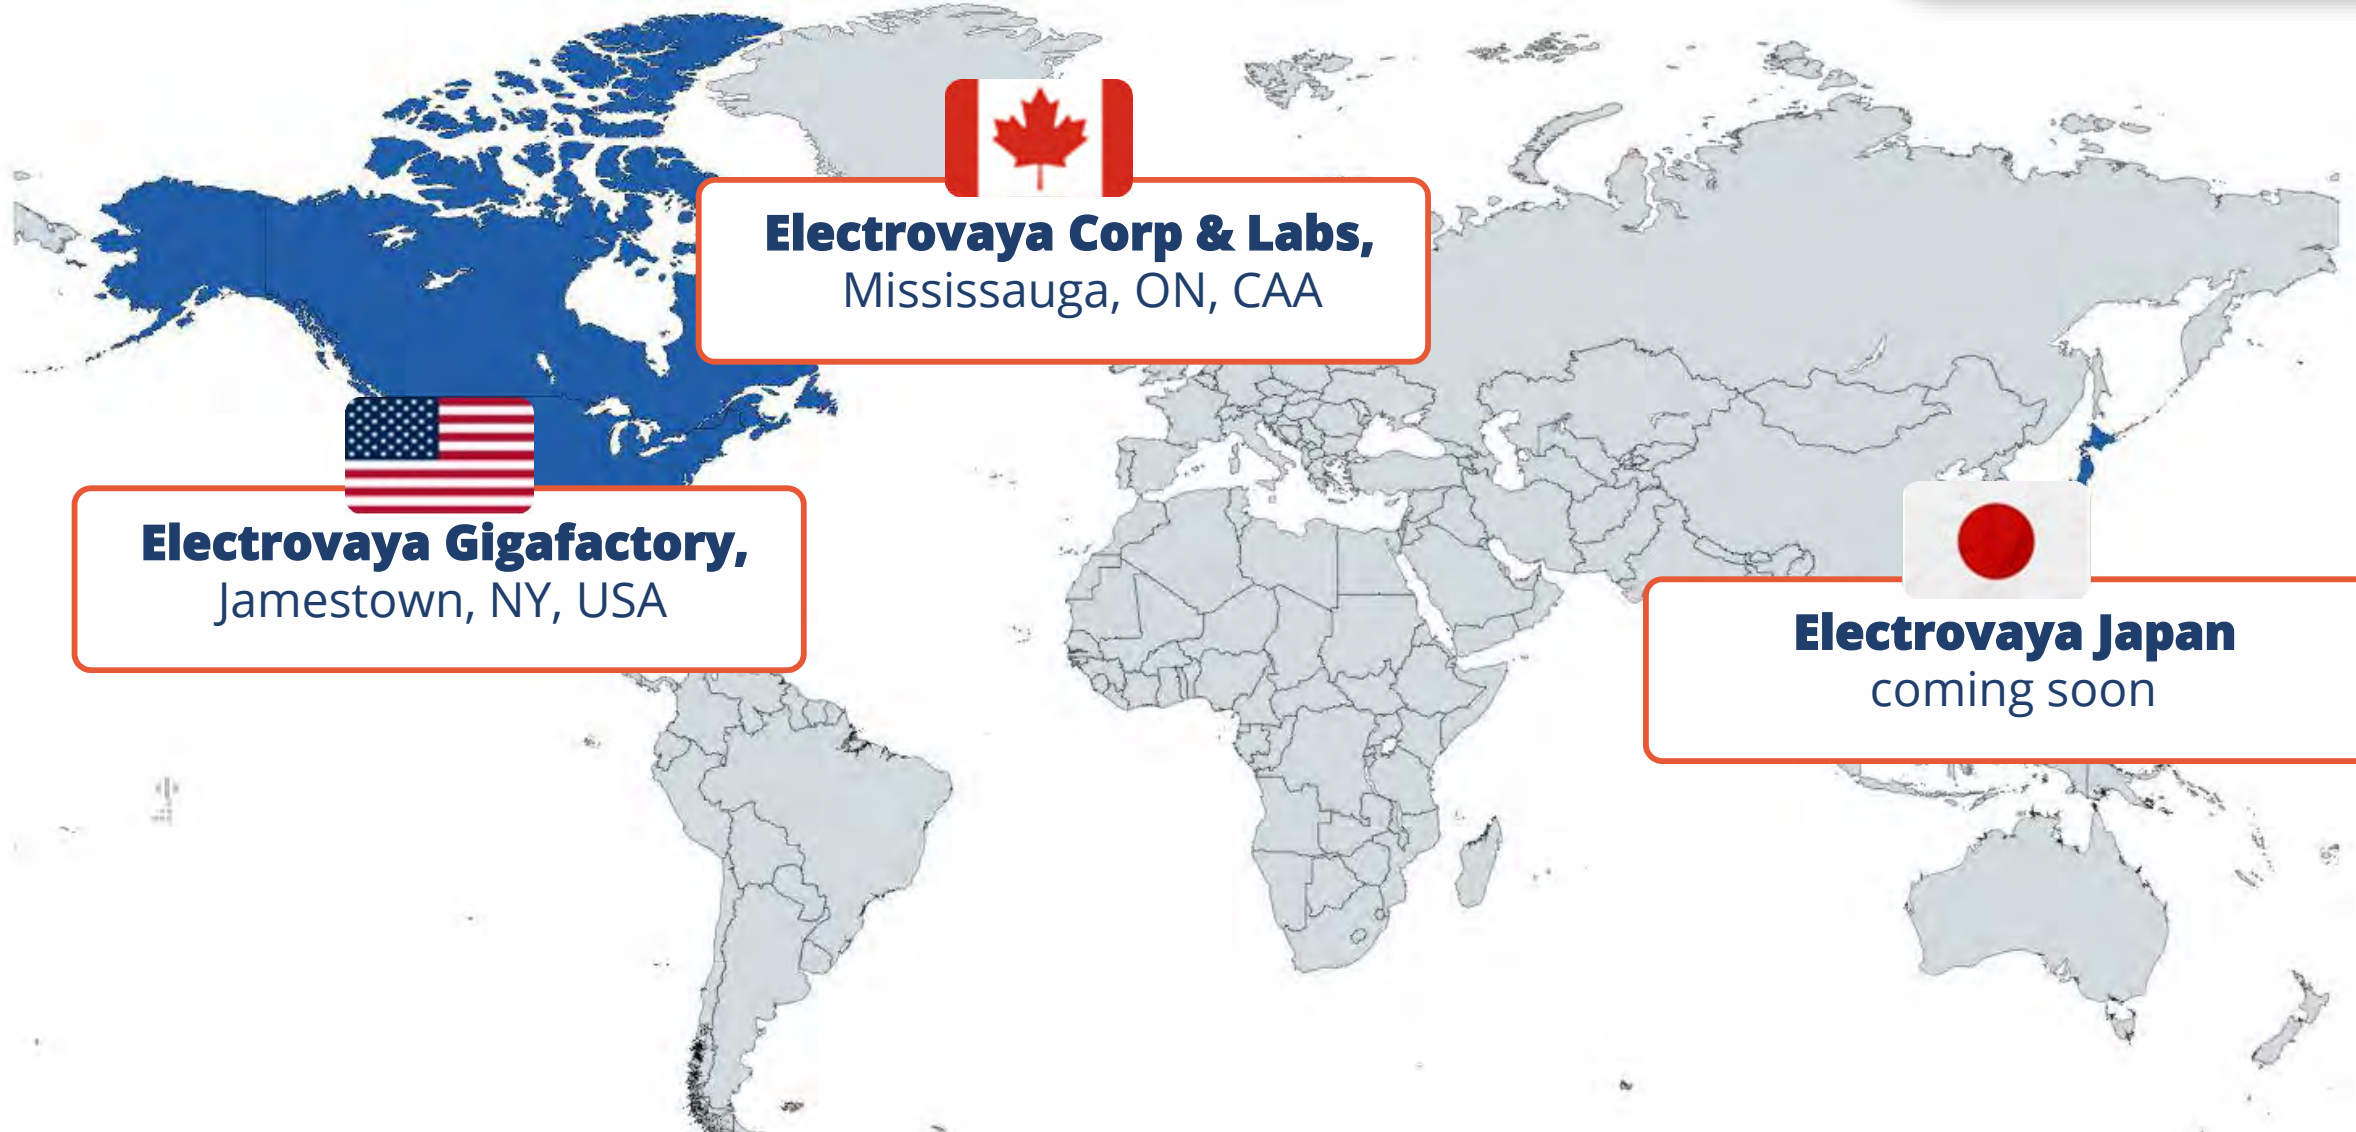 Electrovaya Corp & Labs,
Mississauga, ON, CAA
Electrovaya Gigafactory,
Jamestown, NY, USA
Electrovaya Japan
coming soon